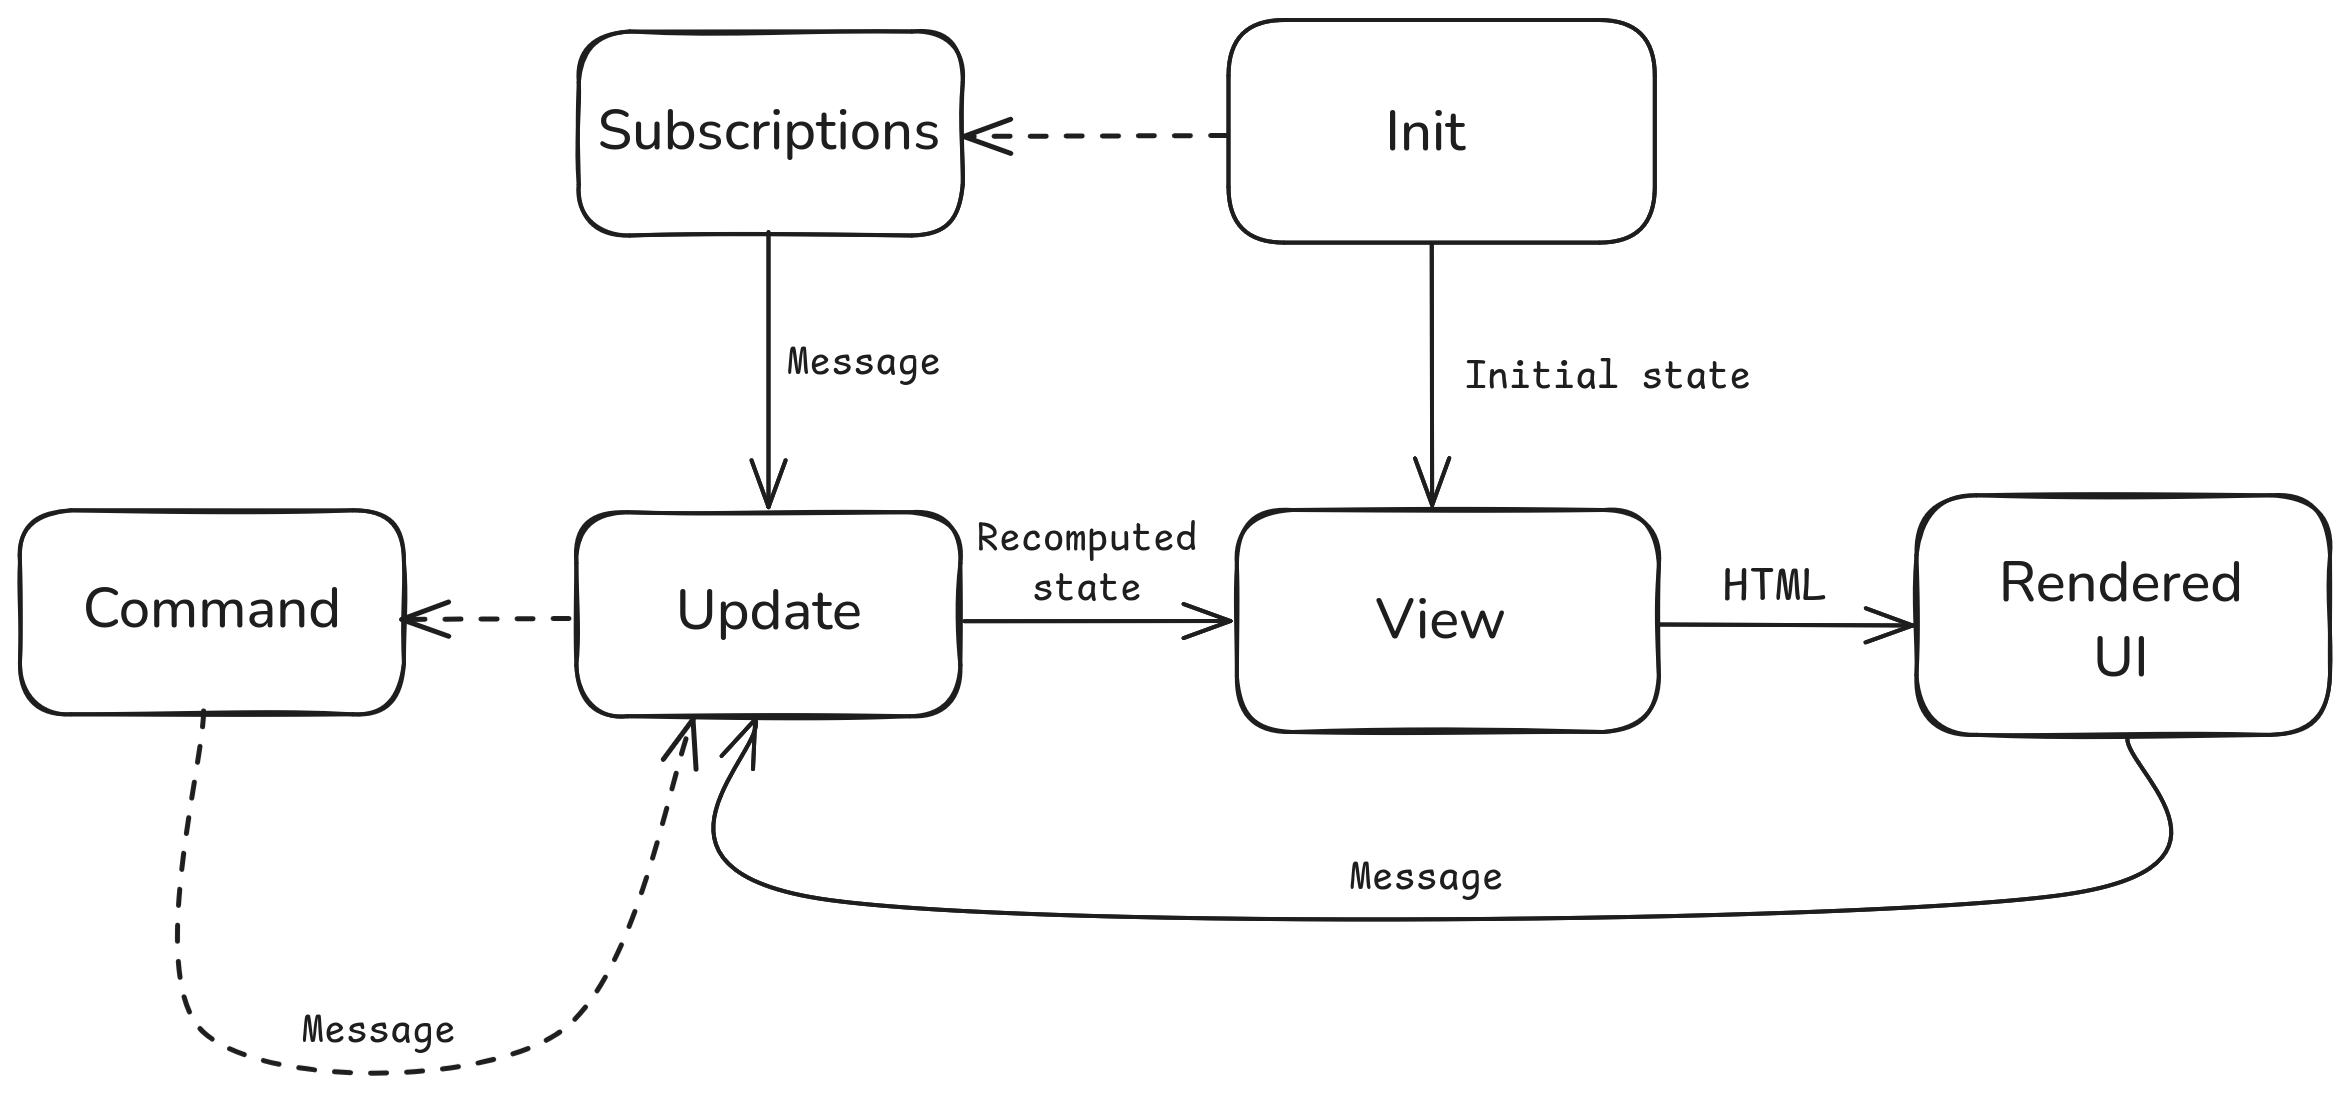 Subscriptions
Init
Message
Initial state
Command
Update
Recomputed
state
View
HTML
Rendered
UI
Message
Message